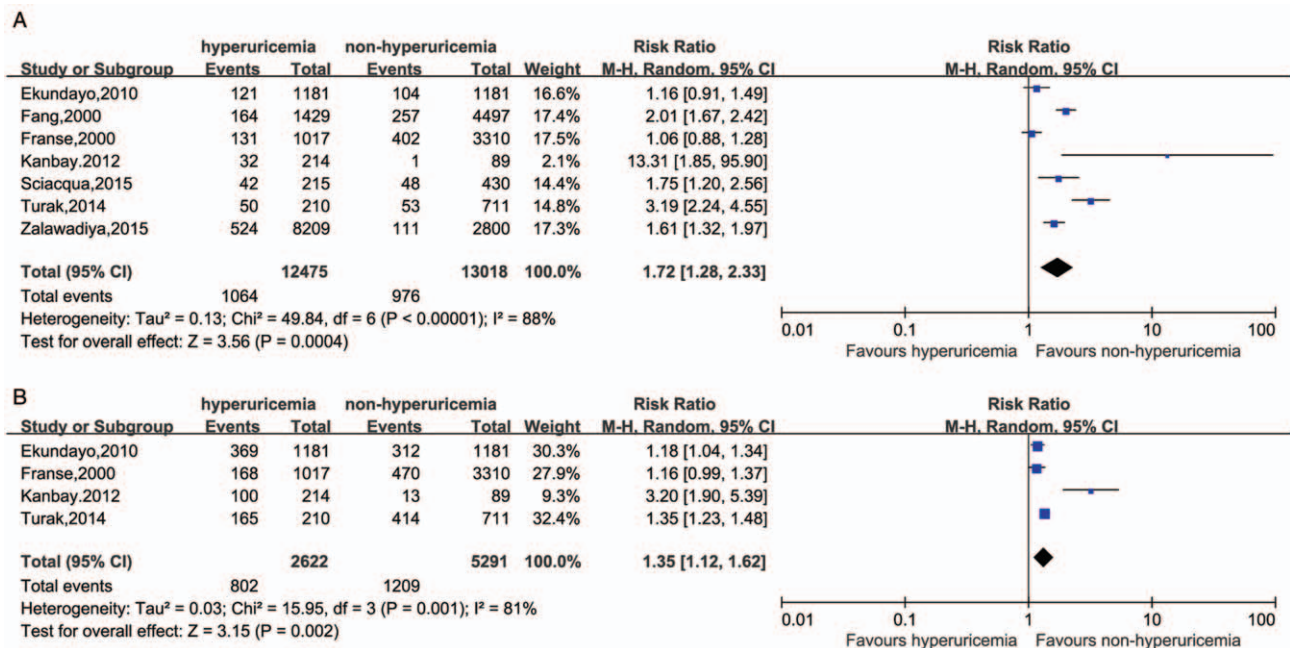 A
hyperuricemia non-hyperuricemia Risk Ratio Risk Ratio
Study or Subgroup Events Total Events Total Weight M-H, Random, 95% CI M-H, Random, 95% CI
Ekundayo,2010 121 1181 104 1181 16.6% 1.16 [0.91, 1.49]
Fang,2000 164 1429 257 4497 17.4% 2.01 [1.67, 2.42]
Franse,2000 131 1017 402 3310 17.5% 1.06 [0.88, 1.28]
Kanbay.2012 32 214 1 89 2.1% 13.31 [1.85, 95.90]
Sciacqua,2015 42 215 48 430 14.4% 1.75 [1.20, 2.56]
Turak,2014 50 210 53 711 14.8% 3.19 [2.24, 4.55]
Zalawadiya,2015 524 8209 111 2800 17.3% 1.61 [1.32, 1.97]
Total (95% CI) 12475 13018 100.0% 1.72 [1.28, 2.33]
Total events 1064 976
Heterogeneity: Tau² = 0.13; Chi² = 49.84, df = 6 (P < 0.00001); I² = 88%
Test for overall effect: Z = 3.56 (P = 0.0004)
0.01 0.1 1 10 100
Favours hyperuricemia Favours non-hyperuricemia
B
hyperuricemia non-hyperuricemia Risk Ratio Risk Ratio
Study or Subgroup Events Total Events Total Weight M-H, Random, 95% CI M-H, Random, 95% CI
Ekundayo,2010 369 1181 312 1181 30.3% 1.18 [1.04, 1.34]
Franse,2000 168 1017 470 3310 27.9% 1.16 [0.99, 1.37]
Kanbay.2012 100 214 13 89 9.3% 3.20 [1.90, 5.39]
Turak,2014 165 210 414 711 32.4% 1.35 [1.23, 1.48]
Total (95% CI) 2622 5291 100.0% 1.35 [1.12, 1.62]
Total events 802 1209
Heterogeneity: Tau² = 0.03; Chi² = 15.95, df = 3 (P = 0.001); I² = 81%
Test for overall effect: Z = 3.15 (P = 0.002)
0.01 0.1 1 10 100
Favours hyperuricemia Favours non-hyperuricemia